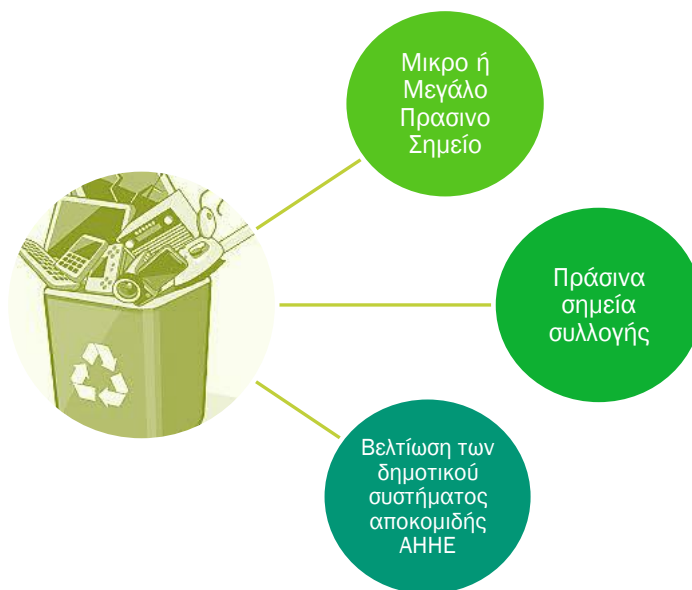 Μικρο ή
Μεγάλο
Πρασινο
Σημείο
Πράσινα
σημεία
συλλογής
Βελτίωση των
δημοτικού
συστήματος
αποκομιδής
ΑΗΗΕ